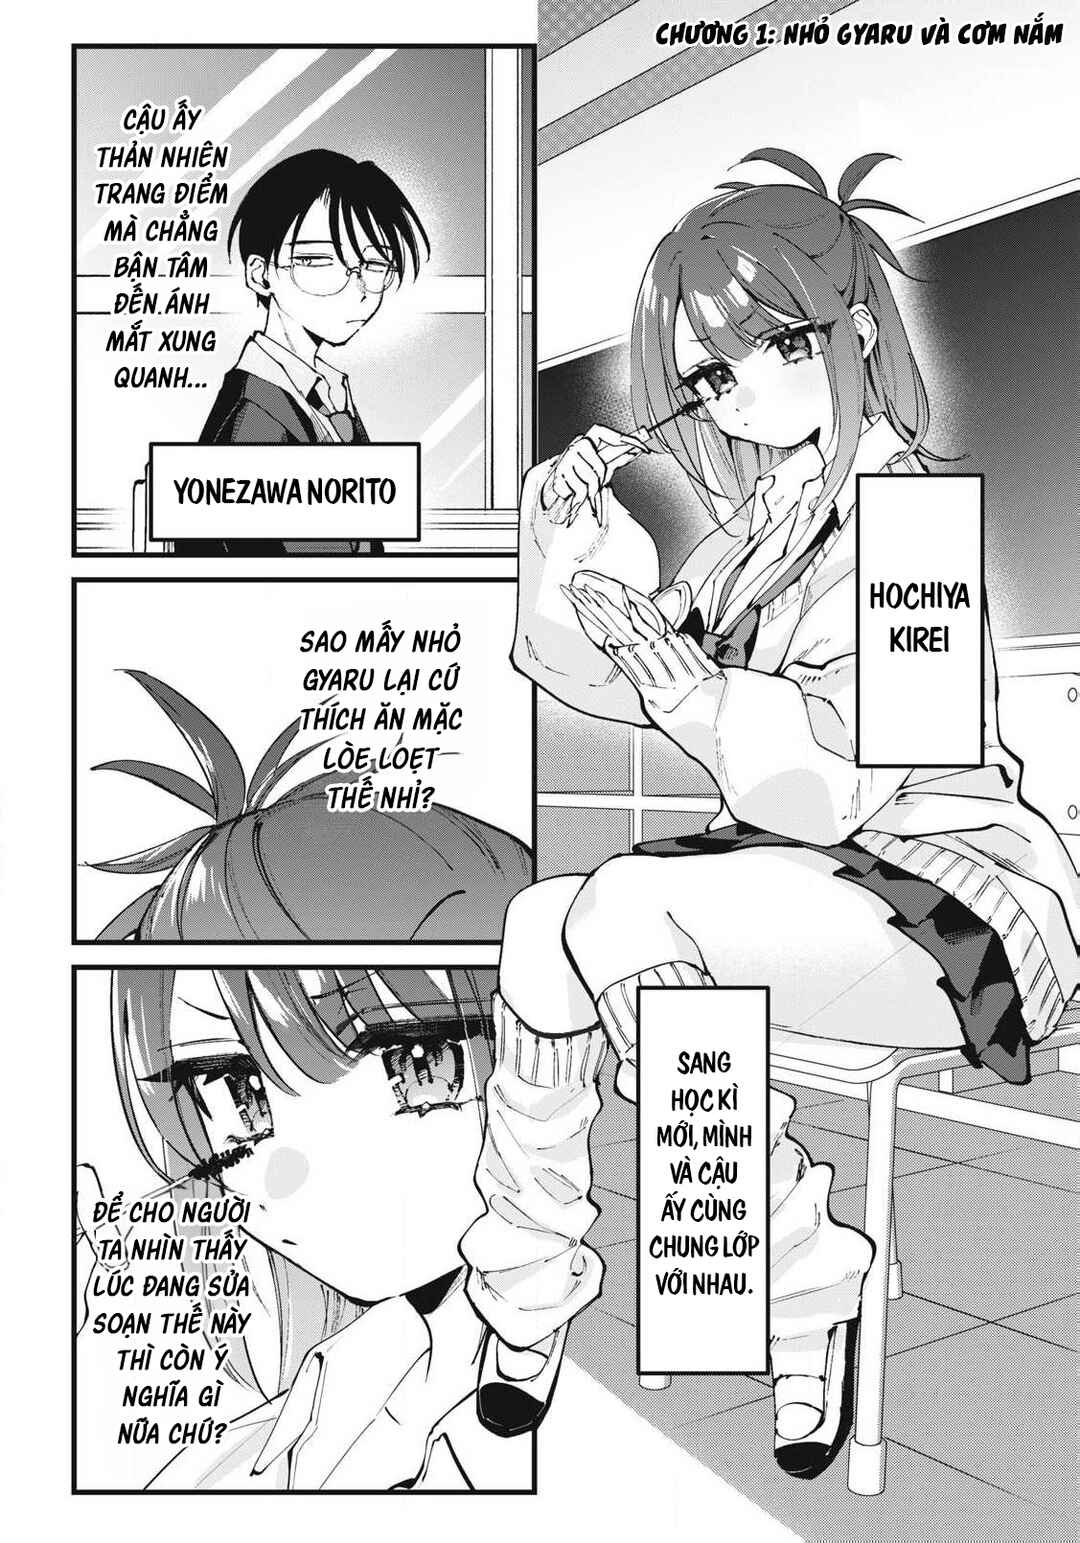 CHƯƠNG 1: NHỎ GYARU VÀ CƠM NẮM
HOCHIYA
KIREI
SANG
HỌC KÌ
MỚI, MÌNH
VÀ CẬU
ẤY CÙNG
CHUNG LỚP
VỚI NHAU.
CẬU ẤY
THẢN NHIÊN
TRANG ĐIỂM
MÀ CHẲNG
BẬN TÂM
ĐẾN ÁNH
MẮT XUNG
QUANH...
YONEZAWA NORITO
SAO MẤY NHỎ
GYARU LẠI CỨ
THÍCH ĂN MẶC
LÒE LOẸT
THẾ NHỈ?
ĐỂ CHO NGƯỜI
TA NHÌN THẤY
LÚC ĐANG SỬA
SOẠN THẾ NÀY
THÌ CÒN Ý
NGHĨA GÌ
NỮA CHỨ?